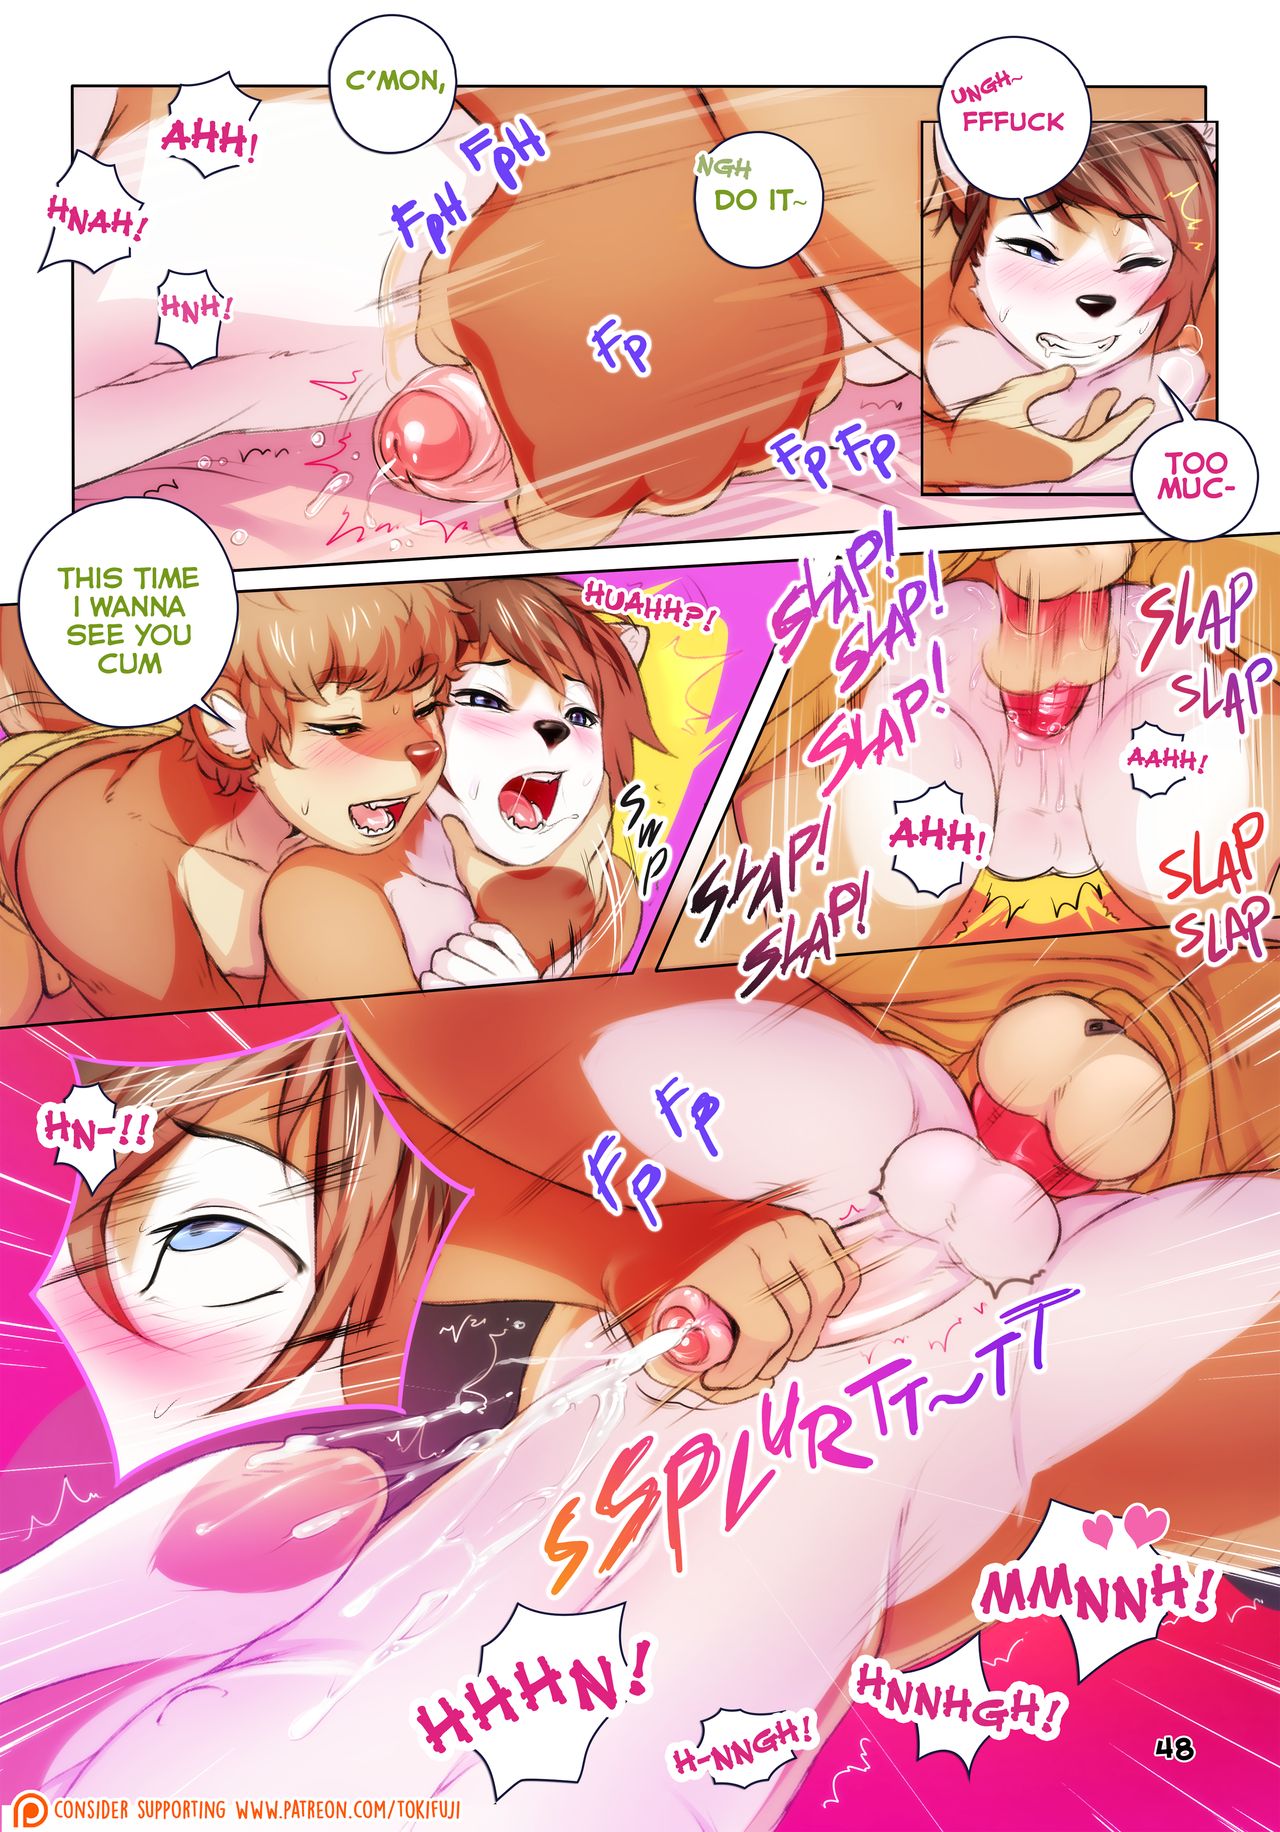 C'MON,
AHH!
HNAH!
HNH!
FPH
FPH
NGH
DO IT~
FP
FP FP
UNGH~
FFFUCK
TOO
MUC-
THIS TIME
I WANNA
SEE YOU
CUM
HUAHH?!
SWP
SLAP!
SLAP!
SLAP!
SLAP!
SLAP!
AHH!
SLAP
SLAP
AAHH!
SLAP
SLAP
HN-!!
FP
FP
SSPLURTTT~TT
HHHN!
H-NNGH!
HNNHGH!
MMNNH!
48
CONSIDER SUPPORTING WWW.PATREON.COM/TOKIFUJI